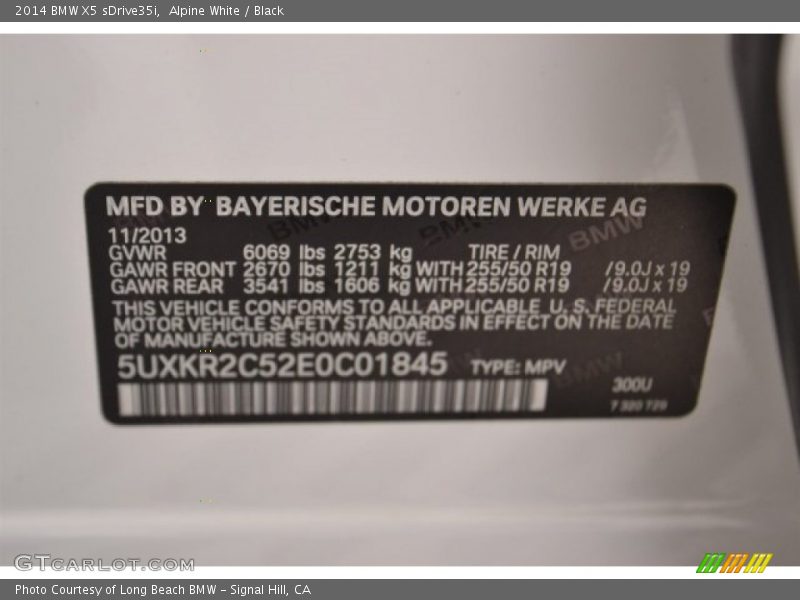 2014 BMW X5 sDrive35i, Alpine White / Black
MFD BY BAYERISCHE MOTOREN WERKE AG
11/2013
GVWR 6069 lbs 2753 kg TIRE / RIM
GAWR FRONT 2670 lbs 1211 kg WITH 255/50 R19 /9.0J x 19
GAWR REAR 3541 lbs 1606 kg WITH 255/50 R19 /9.0J x 19
THIS VEHICLE CONFORMS TO ALL APPLICABLE U. S. FEDERAL
MOTOR VEHICLE SAFETY STANDARDS IN EFFECT ON THE DATE
OF MANUFACTURE SHOWN ABOVE.
5UXKR2C52E0C01845 TYPE: MPV
300U
BMW
BMW
BMW
BMW
GTCARLOT.COM
Photo Courtesy of Long Beach BMW - Signal Hill, CA